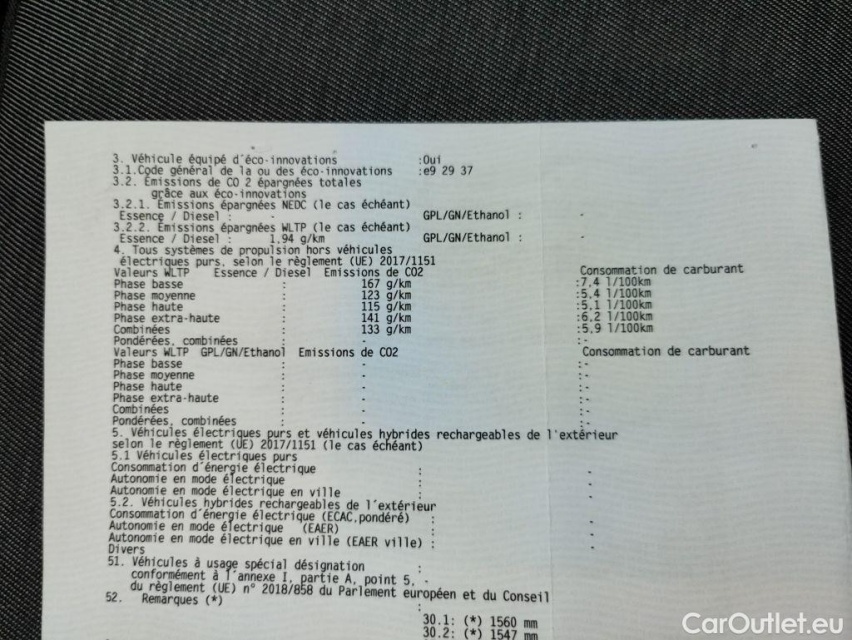 3. Véhicule équipé d'éco-innovations :Oui
3.1.Code général de la ou des éco-innovations :e9 29 37
3.2. Émissions de CO 2 épargnées totales
grâce aux éco-innovations
3.2.1. Émissions épargnées NEDC (le cas échéant)
Essence / Diesel : - GPL/GN/Ethanol : -
3.2.2. Émissions épargnées WLTP (le cas échéant)
Essence / Diesel : 1,94 g/km GPL/GN/Ethanol : -
4. Tous systèmes de propulsion hors véhicules
électriques purs, selon le règlement (UE) 2017/1151
Valeurs WLTP Essence / Diesel Emissions de CO2 Consommation de carburant
Phase basse : 167 g/km :7,4 l/100km
Phase moyenne : 123 g/km :5,4 l/100km
Phase haute : 115 g/km :5,1 l/100km
Phase extra-haute : 141 g/km :6,2 l/100km
Combinées : 133 g/km :5,9 l/100km
Pondérées, combinées : - :-
Valeurs WLTP GPL/GN/Ethanol Emissions de CO2 Consommation de carburant
Phase basse : - :-
Phase moyenne : - :-
Phase haute : - :-
Phase extra-haute : - :-
Combinées : - :-
Pondérées, combinées : - :-
5. Véhicules électriques purs et véhicules hybrides rechargeables de l'extérieur
selon le règlement (UE) 2017/1151 (le cas échéant)
5.1 Véhicules électriques purs
Consommation d'énergie électrique : -
Autonomie en mode électrique : -
Autonomie en mode électrique en ville : -
5.2. Véhicules hybrides rechargeables de l'extérieur
Consommation d'énergie électrique (ECAC,pondéré) : -
Autonomie en mode électrique (EAER) : -
Autonomie en mode électrique en ville (EAER ville) : -
Divers
51. Véhicules à usage spécial désignation :
conformément à l'annexe I, partie A, point 5, -
du règlement (UE) n° 2018/858 du Parlement européen et du Conseil
52. Remarques (*) :
30.1: (*) 1560 mm
30.2: (*) 1547 mm
CarOutlet.eu